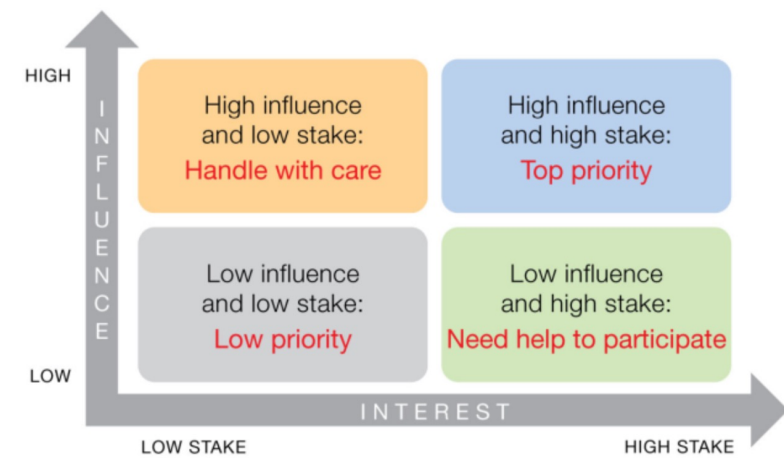 HIGH
INFLUENCE
High influence
and low stake:
Handle with care
High influence
and high stake:
Top priority
Low influence
and low stake:
Low priority
Low influence
and high stake:
Need help to participate
LOW
INTEREST
LOW STAKE
HIGH STAKE